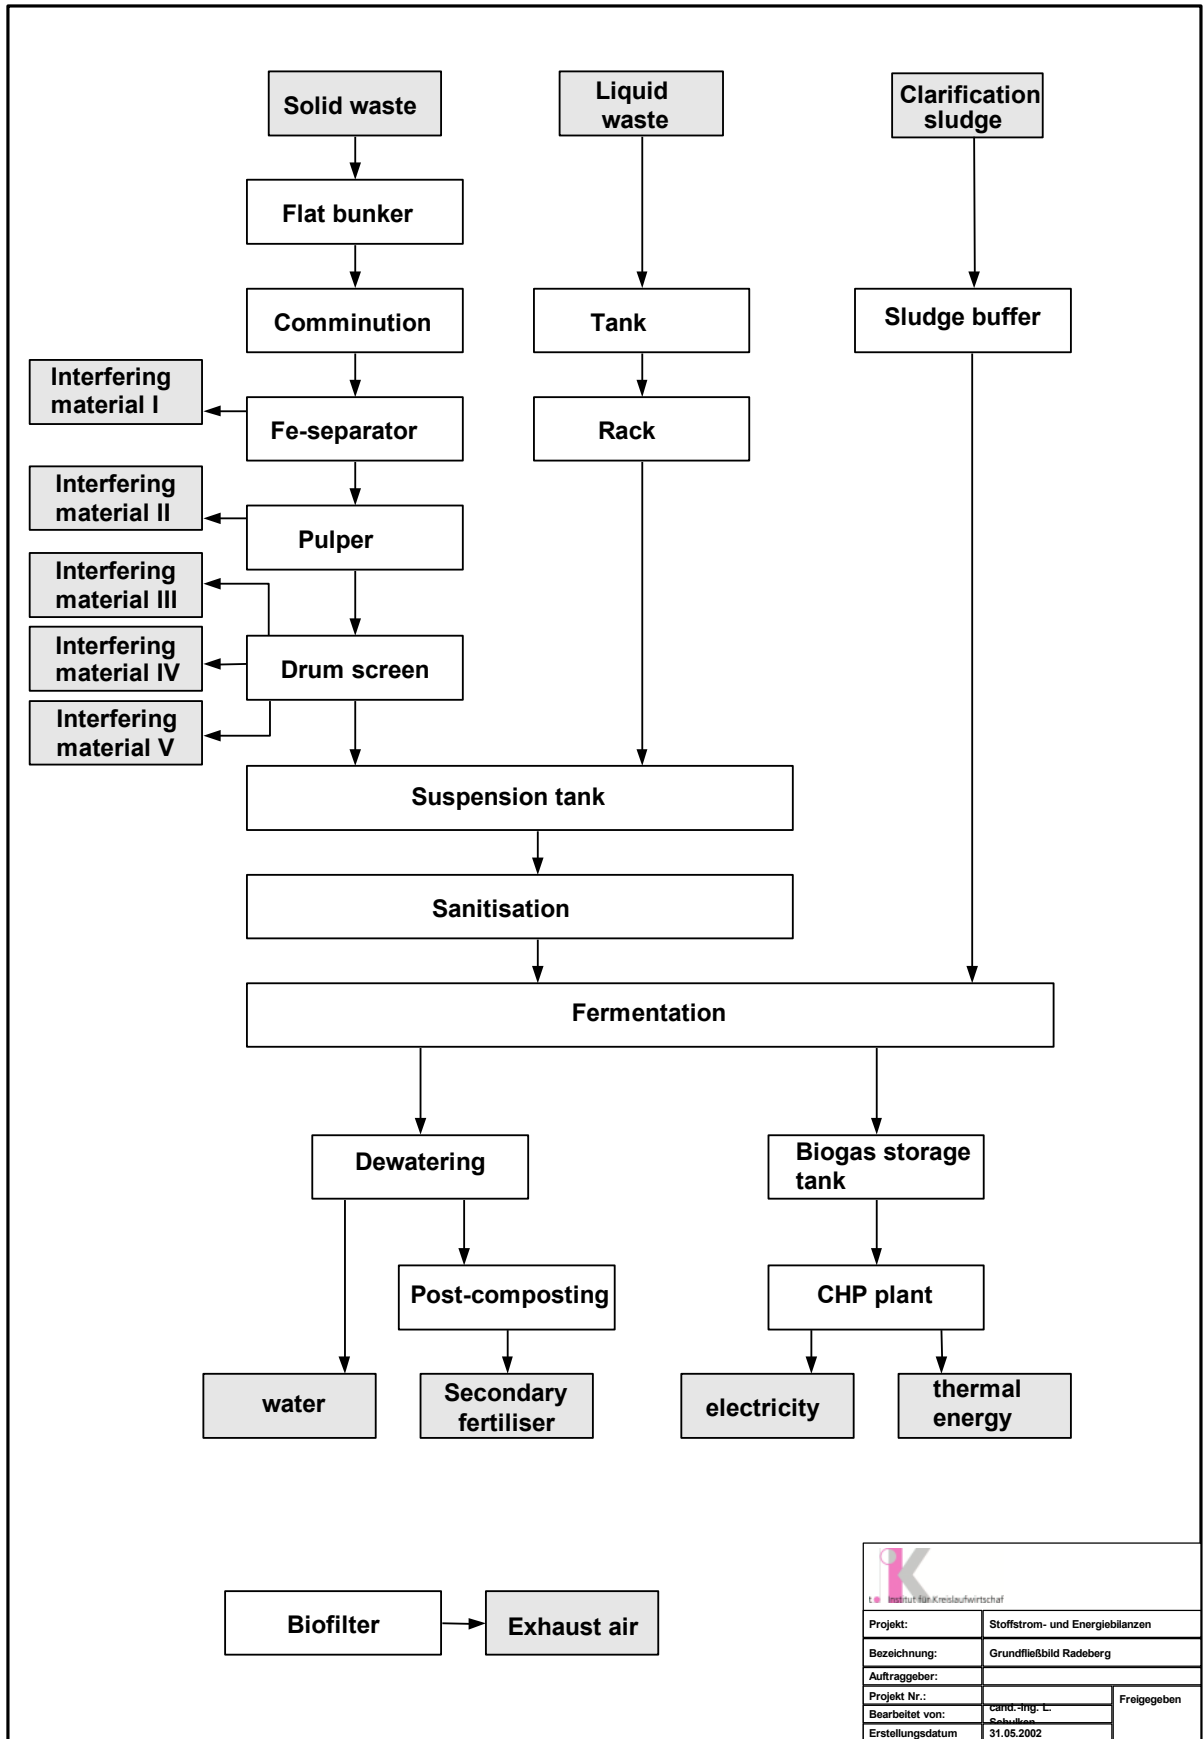 Solid waste
Liquid
waste
Clarification
sludge
Flat bunker
Comminution
Tank
Sludge buffer
Interfering
material I
Fe-separator
Rack
Interfering
material II
Pulper
Interfering
material III
Interfering
material IV
Drum screen
Interfering
material V
Suspension tank
Sanitisation
Fermentation
Dewatering
Biogas storage
tank
Post-composting
CHP plant
water
Secondary
fertiliser
electricity
thermal
energy
Biofilter
Exhaust air
Institut für Kreislaufwirtschaf
Projekt: Stoffstrom- und Energiebilanzen
Bezeichnung: Grundfließbild Radeberg
Auftraggeber:
Projekt Nr.:
Freigegeben
Bearbeitet von: cand.-Ing. L.
Erstellungsdatum 31.05.2002